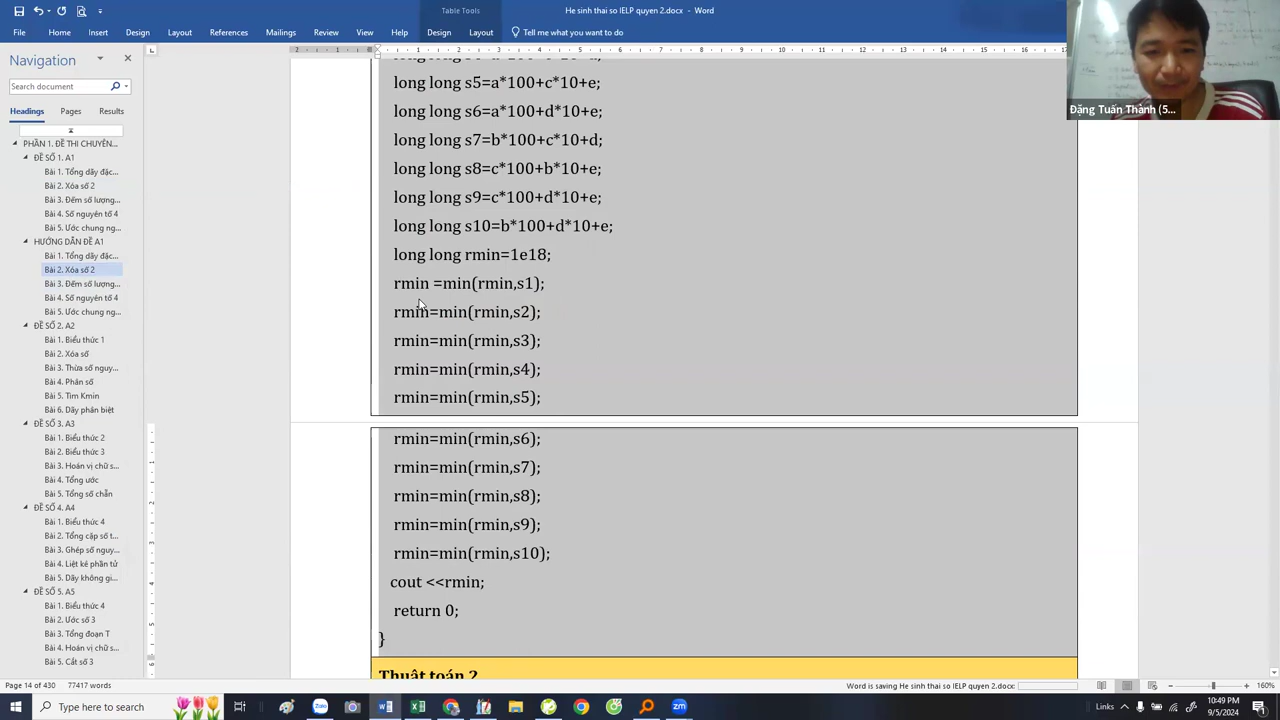 Table Tools
He sinh thai so IELP quyen 2.docx - Word
File Home Insert Design Layout References Mailings Review View Help Design Layout Tell me what you want to do
Đặng Tuấn Thành (5...
Navigation
Search document
Headings Pages Results
PHẦN 1. ĐỀ THI CHUYÊN...
ĐỀ SỐ 1. A1
Bài 1. Tổng dãy đặc...
Bài 2. Xóa số 2
Bài 3. Đếm số lượng...
Bài 4. Số nguyên tố 4
Bài 5. Ước chung ng...
HƯỚNG DẪN ĐỀ A1
Bài 1. Tổng dãy đặc...
Bài 2. Xóa số 2
Bài 3. Đếm số lượng...
Bài 4. Số nguyên tố 4
Bài 5. Ước chung ng...
ĐỀ SỐ 2. A2
Bài 1. Biểu thức 1
Bài 2. Xóa số
Bài 3. Thừa số nguy...
Bài 4. Phân số
Bài 5. Tìm Kmin
Bài 6. Dãy phân biệt
ĐỀ SỐ 3. A3
Bài 1. Biểu thức 2
Bài 2. Biểu thức 3
Bài 3. Hoán vị chữ s...
Bài 4. Tổng ước
Bài 5. Tổng số chẵn
ĐỀ SỐ 4. A4
Bài 1. Biểu thức 4
Bài 2. Tổng cặp số t...
Bài 3. Ghép số nguy...
Bài 4. Liệt kê phần tử
Bài 5. Dãy không gi...
ĐỀ SỐ 5. A5
Bài 1. Biểu thức 4
Bài 2. Ước số 3
Bài 3. Tổng đoạn T
Bài 4. Hoán vị chữ s...
Bài 5. Cắt số 3
long long s5=a*100+c*10+e;
long long s6=a*100+d*10+e;
long long s7=b*100+c*10+d;
long long s8=c*100+b*10+e;
long long s9=c*100+d*10+e;
long long s10=b*100+d*10+e;
long long rmin=1e18;
rmin =min(rmin,s1);
rmin=min(rmin,s2);
rmin=min(rmin,s3);
rmin=min(rmin,s4);
rmin=min(rmin,s5);
rmin=min(rmin,s6);
rmin=min(rmin,s7);
rmin=min(rmin,s8);
rmin=min(rmin,s9);
rmin=min(rmin,s10);
cout <<rmin;
return 0;
}
Thuật toán 2
Page 14 of 430 77417 words
Word is saving He sinh thai so IELP quyen 2.docx:
160%
Type here to search
Links
10:49 PM
9/5/2024